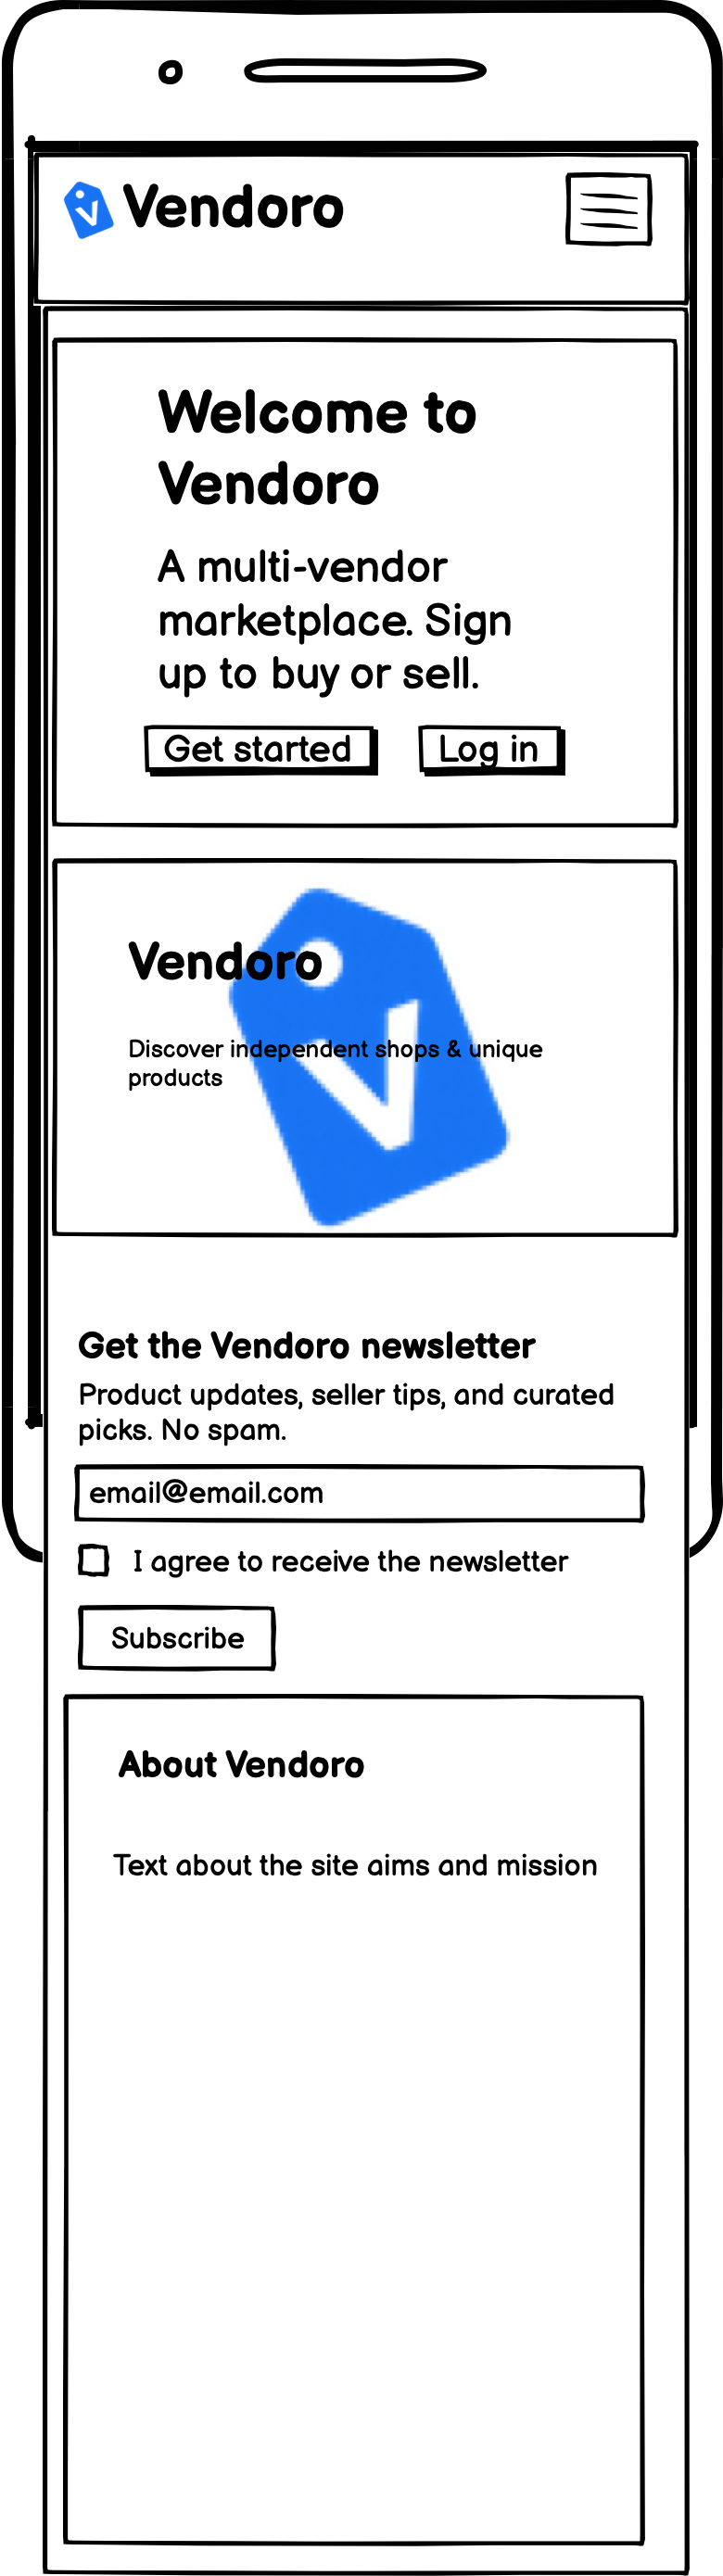 Vendoro
Welcome to
Vendoro
A multi-vendor
marketplace. Sign
up to buy or sell.
Get started
Log in
Vendoro
Discover independent shops & unique
products
Get the Vendoro newsletter
Product updates, seller tips, and curated
picks. No spam.
email@email.com
I agree to receive the newsletter
Subscribe
About Vendoro
Text about the site aims and mission